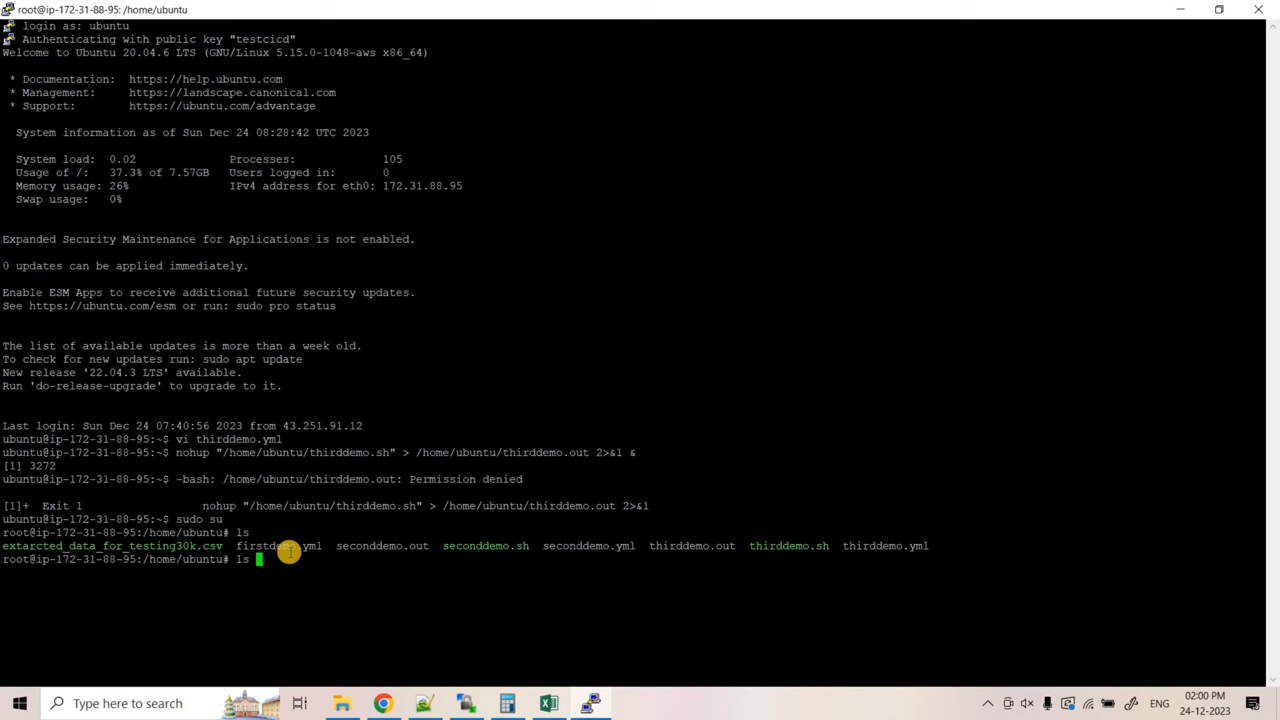 root@ip-172-31-88-95: /home/ubuntu
login as: ubuntu
Authenticating with public key "testcicd"
Welcome to Ubuntu 20.04.6 LTS (GNU/Linux 5.15.0-1048-aws x86_64)
* Documentation: https://help.ubuntu.com
* Management: https://landscape.canonical.com
* Support: https://ubuntu.com/advantage
System information as of Sun Dec 24 08:28:42 UTC 2023
System load: 0.02 Processes: 105
Usage of /: 37.3% of 7.57GB Users logged in: 0
Memory usage: 26% IPv4 address for eth0: 172.31.88.95
Swap usage: 0%
Expanded Security Maintenance for Applications is not enabled.
0 updates can be applied immediately.
Enable ESM Apps to receive additional future security updates.
See https://ubuntu.com/esm or run: sudo pro status
The list of available updates is more than a week old.
To check for new updates run: sudo apt update
New release '22.04.3 LTS' available.
Run 'do-release-upgrade' to upgrade to it.
Last login: Sun Dec 24 07:40:56 2023 from 43.251.91.12
ubuntu@ip-172-31-88-95:~$ vi thirddemo.yml
ubuntu@ip-172-31-88-95:~$ nohup "/home/ubuntu/thirddemo.sh" > /home/ubuntu/thirddemo.out 2>&1 &
[1] 3272
ubuntu@ip-172-31-88-95:~$ -bash: /home/ubuntu/thirddemo.out: Permission denied
[1]+ Exit 1 nohup "/home/ubuntu/thirddemo.sh" > /home/ubuntu/thirddemo.out 2>&1
ubuntu@ip-172-31-88-95:~$ sudo su
root@ip-172-31-88-95:/home/ubuntu# ls
extarcted_data_for_testing30k.csv firstdemo.yml seconddemo.out seconddemo.sh seconddemo.yml thirddemo.out thirddemo.sh thirddemo.yml
root@ip-172-31-88-95:/home/ubuntu# ls
Type here to search
ENG
02:00 PM
24-12-2023